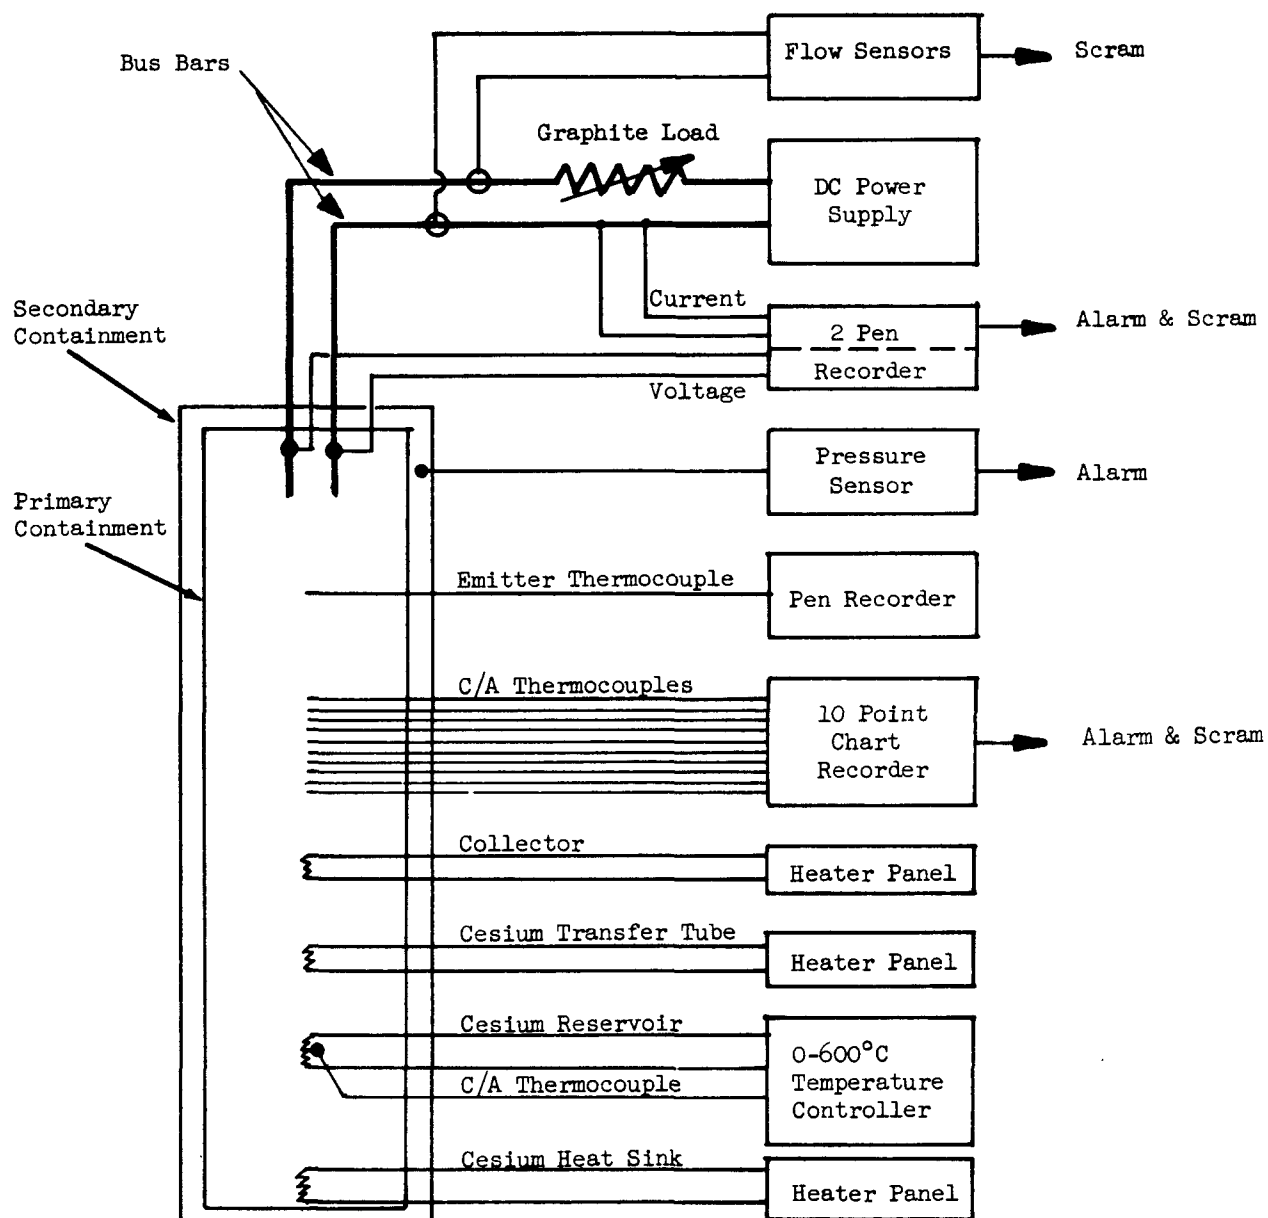 Flow Sensors
Scram
Bus Bars
Graphite Load
DC Power
Supply
Secondary
Containment
Current
2 Pen
Recorder
Alarm & Scram
Voltage
Primary
Containment
Pressure
Sensor
Alarm
Emitter Thermocouple
Pen Recorder
C/A Thermocouples
10 Point
Chart
Recorder
Alarm & Scram
Collector
Heater Panel
Cesium Transfer Tube
Heater Panel
Cesium Reservoir
C/A Thermocouple
0-600°C
Temperature
Controller
Cesium Heat Sink
Heater Panel